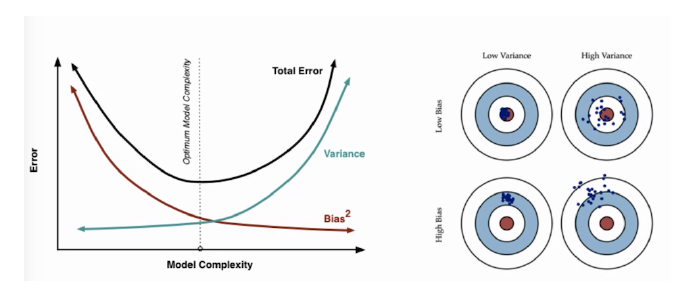 Error
Optimum Model Complexity
Total Error
Variance
Bias2
Model Complexity
Low Variance
High Variance
Low Bias
High Bias